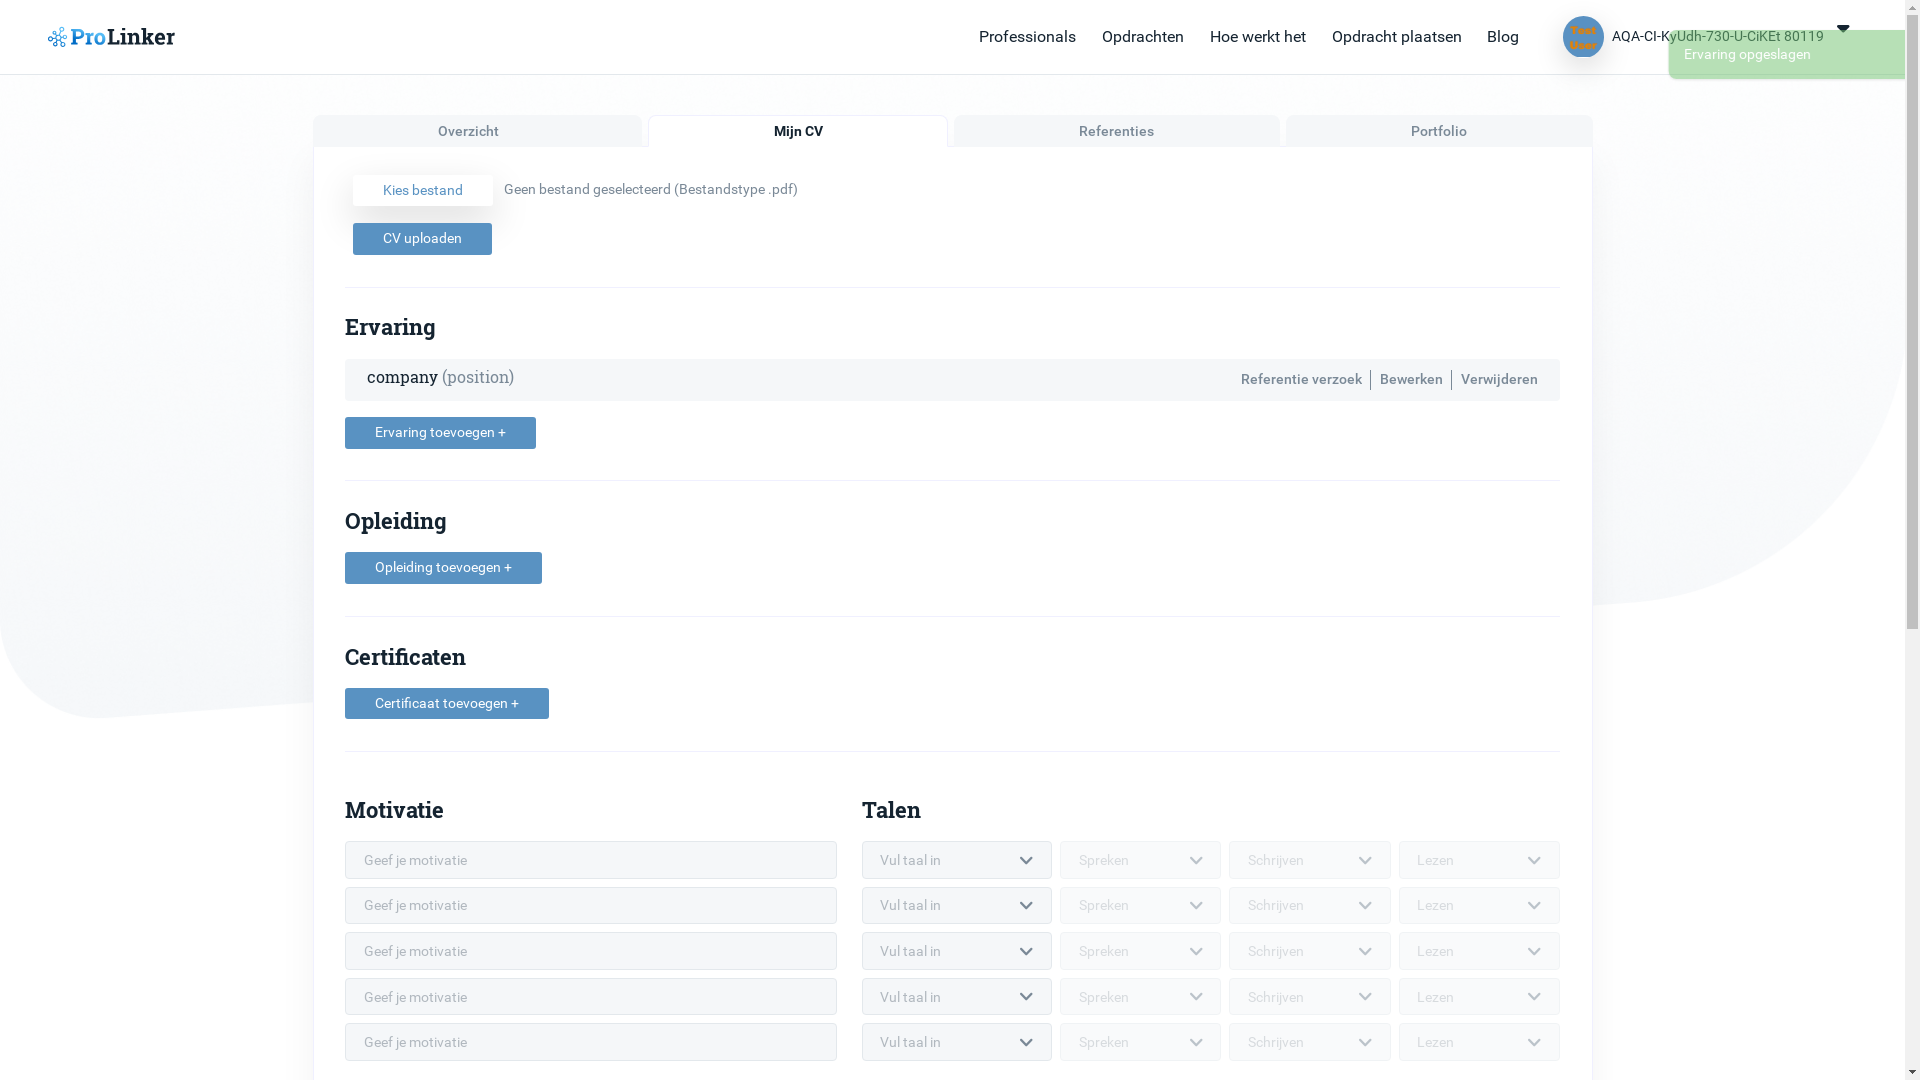 ProLinker
Professionals Opdrachten Hoe werkt het Opdracht plaatsen Blog
Test User
AQA-CI-KyUdh-730-U-CiKEt 80119
Ervaring opgeslagen
Overzicht Mijn CV Referenties Portfolio
Kies bestand Geen bestand geselecteerd (Bestandstype .pdf)
CV uploaden
Ervaring
company (position) Referentie verzoek Bewerken Verwijderen
Ervaring toevoegen +
Opleiding
Opleiding toevoegen +
Certificaten
Certificaat toevoegen +
Motivatie Talen
Geef je motivatie Vul taal in Spreken Schrijven Lezen
Geef je motivatie Vul taal in Spreken Schrijven Lezen
Geef je motivatie Vul taal in Spreken Schrijven Lezen
Geef je motivatie Vul taal in Spreken Schrijven Lezen
Geef je motivatie Vul taal in Spreken Schrijven Lezen